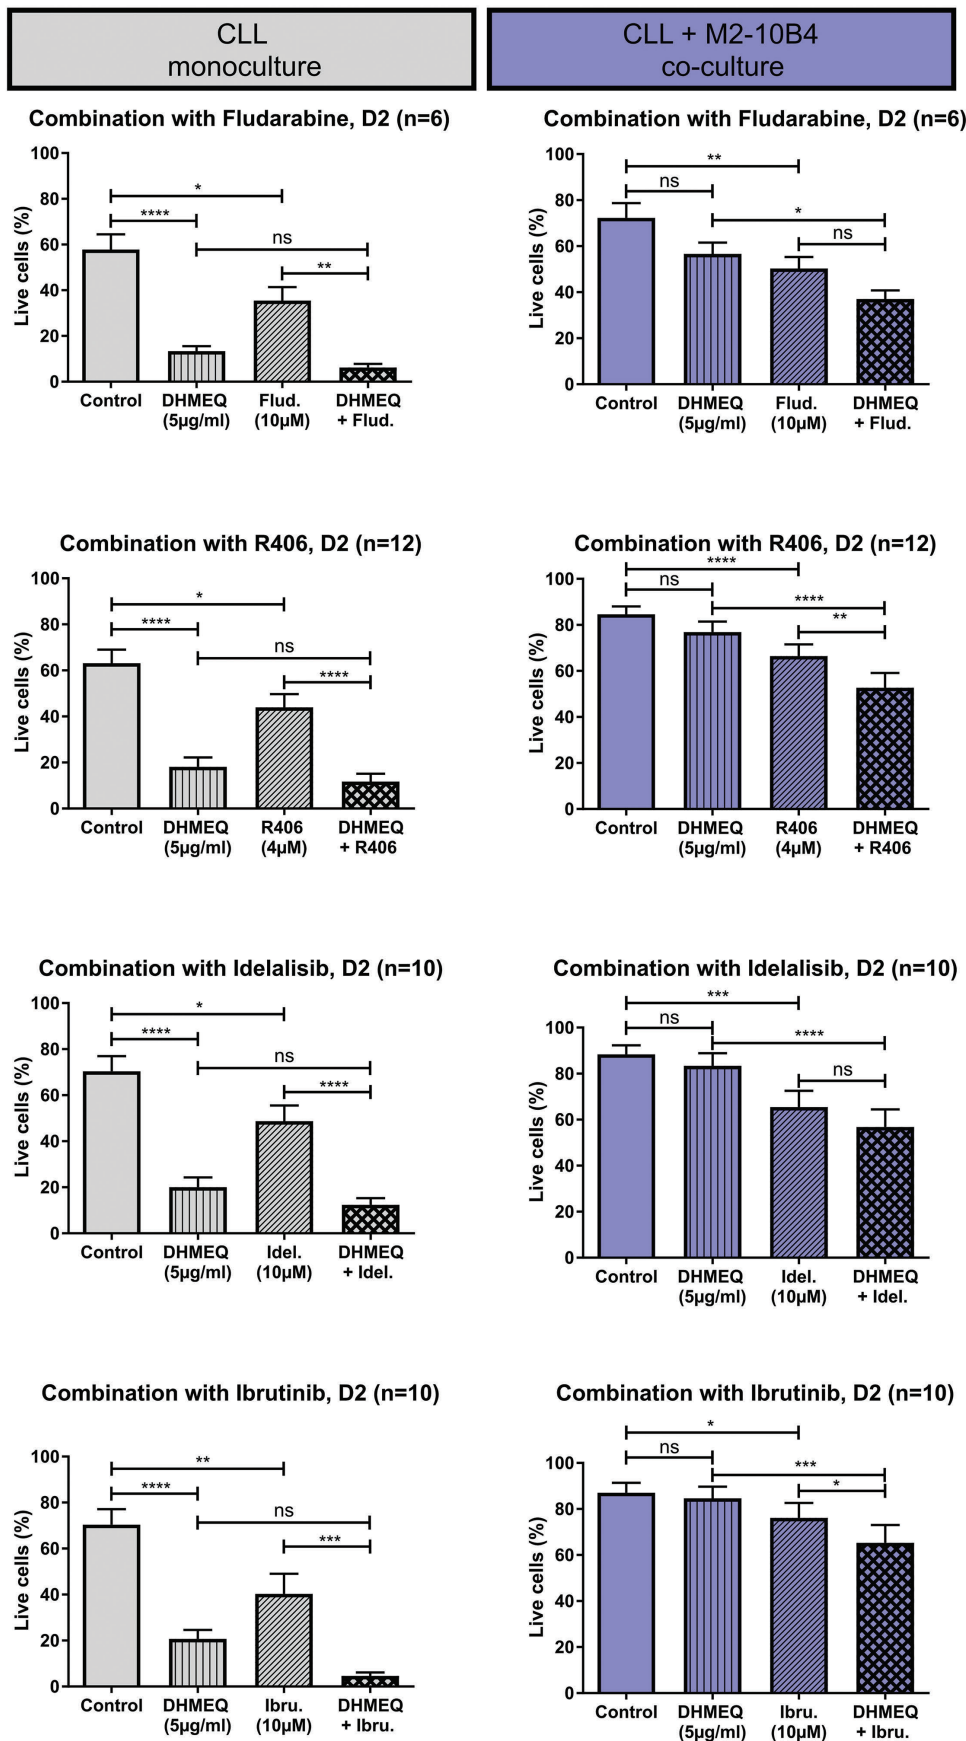 CLL
monoculture
CLL + M2-10B4
co-culture
Combination with Fludarabine, D2 (n=6)
Live cells (%)
100
80
60
40
20
0
*
****
ns
**
Control
DHMEQ
(5µg/ml)
Flud.
(10µM)
DHMEQ
+ Flud.
Combination with Fludarabine, D2 (n=6)
Live cells (%)
100
80
60
40
20
0
**
ns
*
ns
Control
DHMEQ
(5µg/ml)
Flud.
(10µM)
DHMEQ
+ Flud.
Combination with R406, D2 (n=12)
Live cells (%)
100
80
60
40
20
0
*
****
ns
****
Control
DHMEQ
(5µg/ml)
R406
(4µM)
DHMEQ
+ R406
Combination with R406, D2 (n=12)
Live cells (%)
100
80
60
40
20
0
****
ns
****
**
Control
DHMEQ
(5µg/ml)
R406
(4µM)
DHMEQ
+ R406
Combination with Idelalisib, D2 (n=10)
Live cells (%)
100
80
60
40
20
0
*
****
ns
****
Control
DHMEQ
(5µg/ml)
Idel.
(10µM)
DHMEQ
+ Idel.
Combination with Idelalisib, D2 (n=10)
Live cells (%)
100
80
60
40
20
0
***
ns
****
ns
Control
DHMEQ
(5µg/ml)
Idel.
(10µM)
DHMEQ
+ Idel.
Combination with Ibrutinib, D2 (n=10)
Live cells (%)
100
80
60
40
20
0
**
****
ns
***
Control
DHMEQ
(5µg/ml)
Ibru.
(10µM)
DHMEQ
+ Ibru.
Combination with Ibrutinib, D2 (n=10)
Live cells (%)
100
80
60
40
20
0
*
ns
***
*
Control
DHMEQ
(5µg/ml)
Ibru.
(10µM)
DHMEQ
+ Ibru.